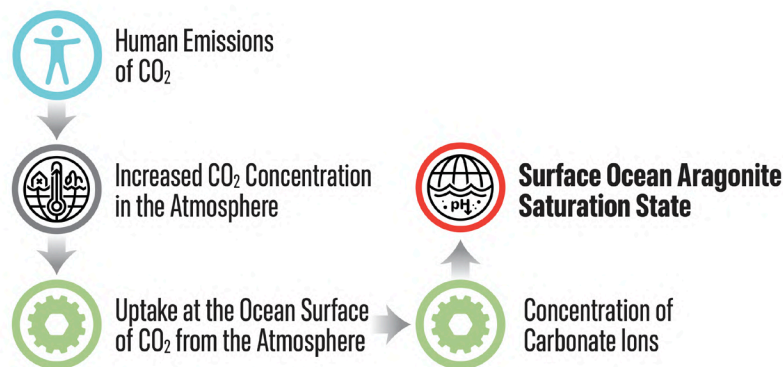 Human Emissions
of CO₂
Increased CO₂ Concentration
in the Atmosphere
Uptake at the Ocean Surface
of CO₂ from the Atmosphere
Concentration of
Carbonate Ions
pH
Surface Ocean Aragonite
Saturation State